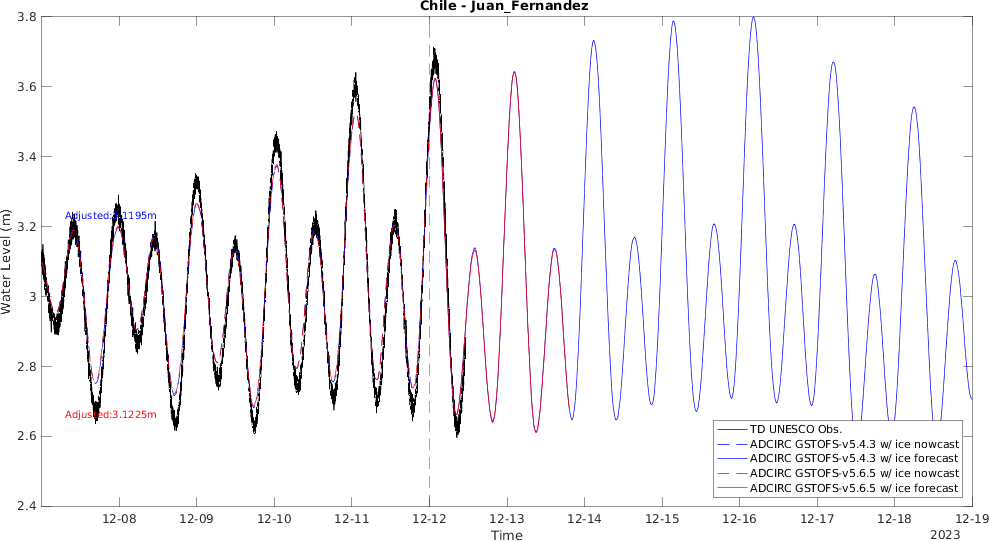 Chile - Juan_Fernandez
3.8
3.6
3.4
3.2
3
2.8
2.6
2.4
Water Level (m)
Adjusted:3.1195m
Adjusted:3.1225m
TD UNESCO Obs.
ADCIRC GSTOFS-v5.4.3 w/ ice nowcast
ADCIRC GSTOFS-v5.4.3 w/ ice forecast
ADCIRC GSTOFS-v5.6.5 w/ ice nowcast
ADCIRC GSTOFS-v5.6.5 w/ ice forecast
12-08 12-09 12-10 12-11 12-12 12-13 12-14 12-15 12-16 12-17 12-18 12-19
Time
2023